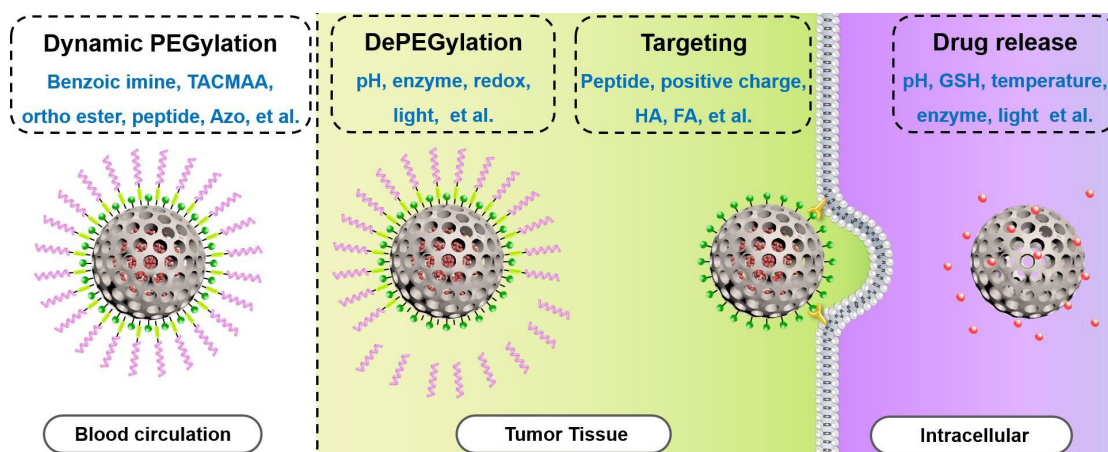 Dynamic PEGylation
Benzoic imine, TACMAA,
ortho ester, peptide, Azo, et al.
DePEGylation
pH, enzyme, redox,
light, et al.
Targeting
Peptide, positive charge,
HA, FA, et al.
Drug release
pH, GSH, temperature,
enzyme, light et al.
Blood circulation
Tumor Tissue
Intracellular